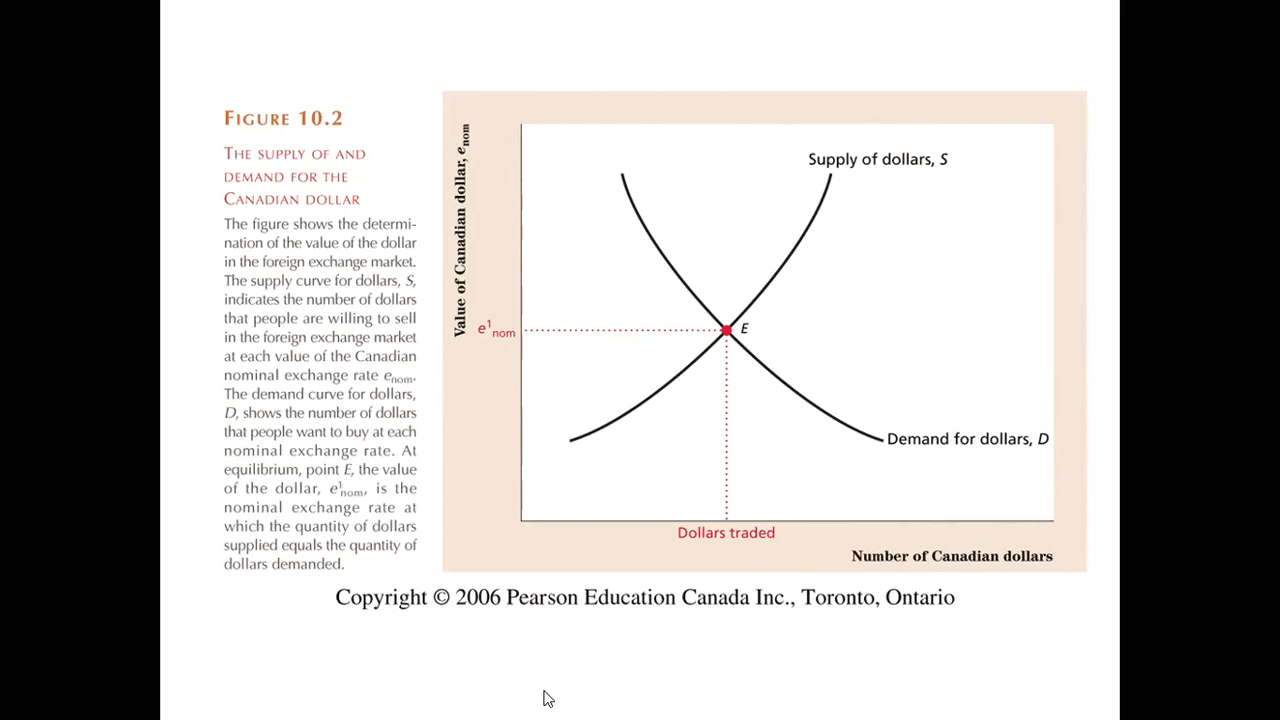 FIGURE 10.2
THE SUPPLY OF AND
DEMAND FOR THE
CANADIAN DOLLAR
The figure shows the determi-
nation of the value of the dollar
in the foreign exchange market.
The supply curve for dollars, S,
indicates the number of dollars
that people are willing to sell
in the foreign exchange market
at each value of the Canadian
nominal exchange rate enom.
The demand curve for dollars,
D, shows the number of dollars
that people want to buy at each
nominal exchange rate. At
equilibrium, point E, the value
of the dollar, e1nom, is the
nominal exchange rate at
which the quantity of dollars
supplied equals the quantity of
dollars demanded.
Value of Canadian dollar, enom
Supply of dollars, S
e1nom
E
Demand for dollars, D
Dollars traded
Number of Canadian dollars
Copyright © 2006 Pearson Education Canada Inc., Toronto, Ontario